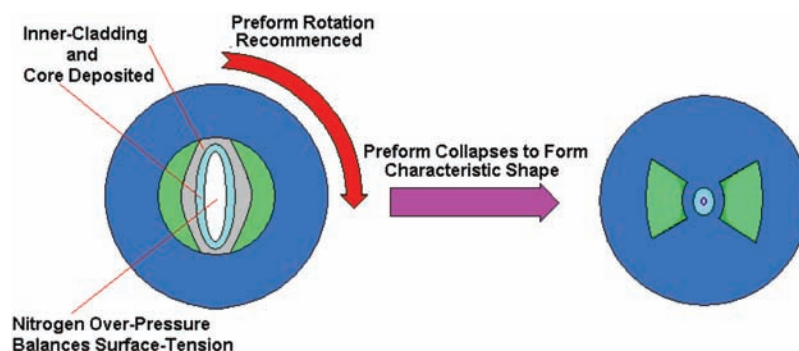 Inner-Cladding
and
Core Deposited
Preform Rotation
Recommenced
Preform Collapses to Form
Characteristic Shape
Nitrogen Over-Pressure
Balances Surface-Tension